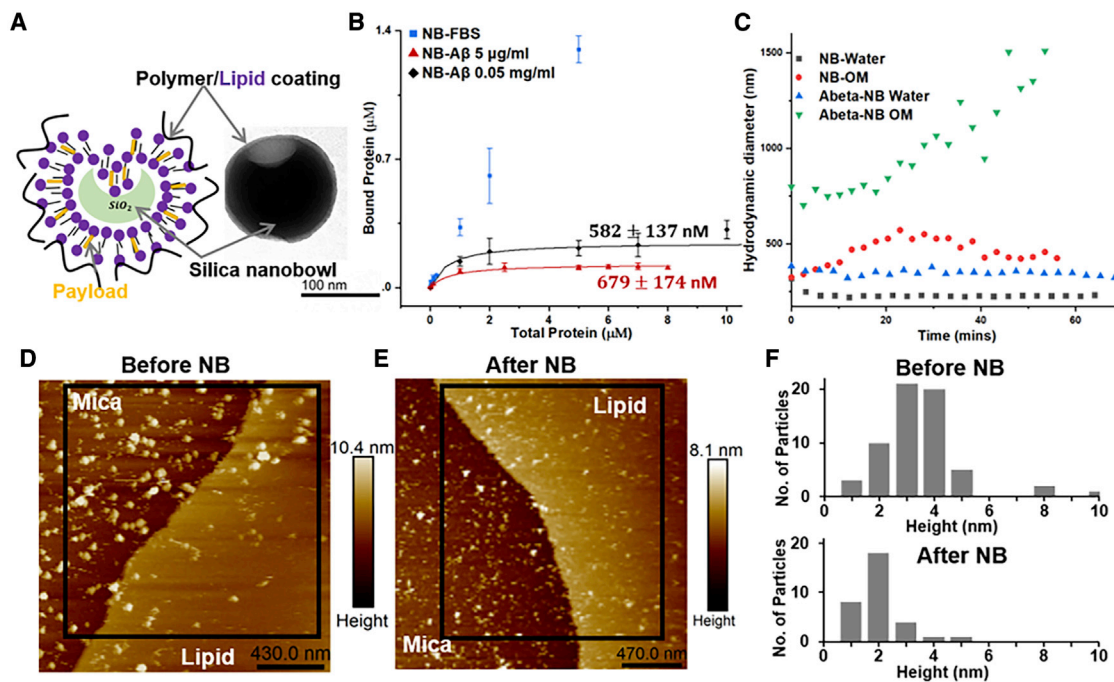 A
Polymer/Lipid coating
SiO2
Silica nanobowl
Payload
100 nm
B
Bound Protein (μM)
1.4
0.7
.0
NB-FBS
NB-Aβ 5 μg/ml
NB-Aβ 0.05 mg/ml
582 ± 137 nM
679 ± 174 nM
0 2 4 6 8 10
Total Protein (μM)
C
Hydrodynamic diameter (nm)
1500
1000
500
NB-Water
NB-OM
Abeta-NB Water
Abeta-NB OM
0 20 40 60
Time (mins)
D
Before NB
Mica
Lipid
430.0 nm
10.4 nm
Height
E
After NB
Lipid
Mica
470.0 nm
8.1 nm
Height
F
Before NB
No. of Particles
20
10
0
0 2 4 6 8 10
Height (nm)
After NB
No. of Particles
20
10
0
0 2 4 6 8 10
Height (nm)